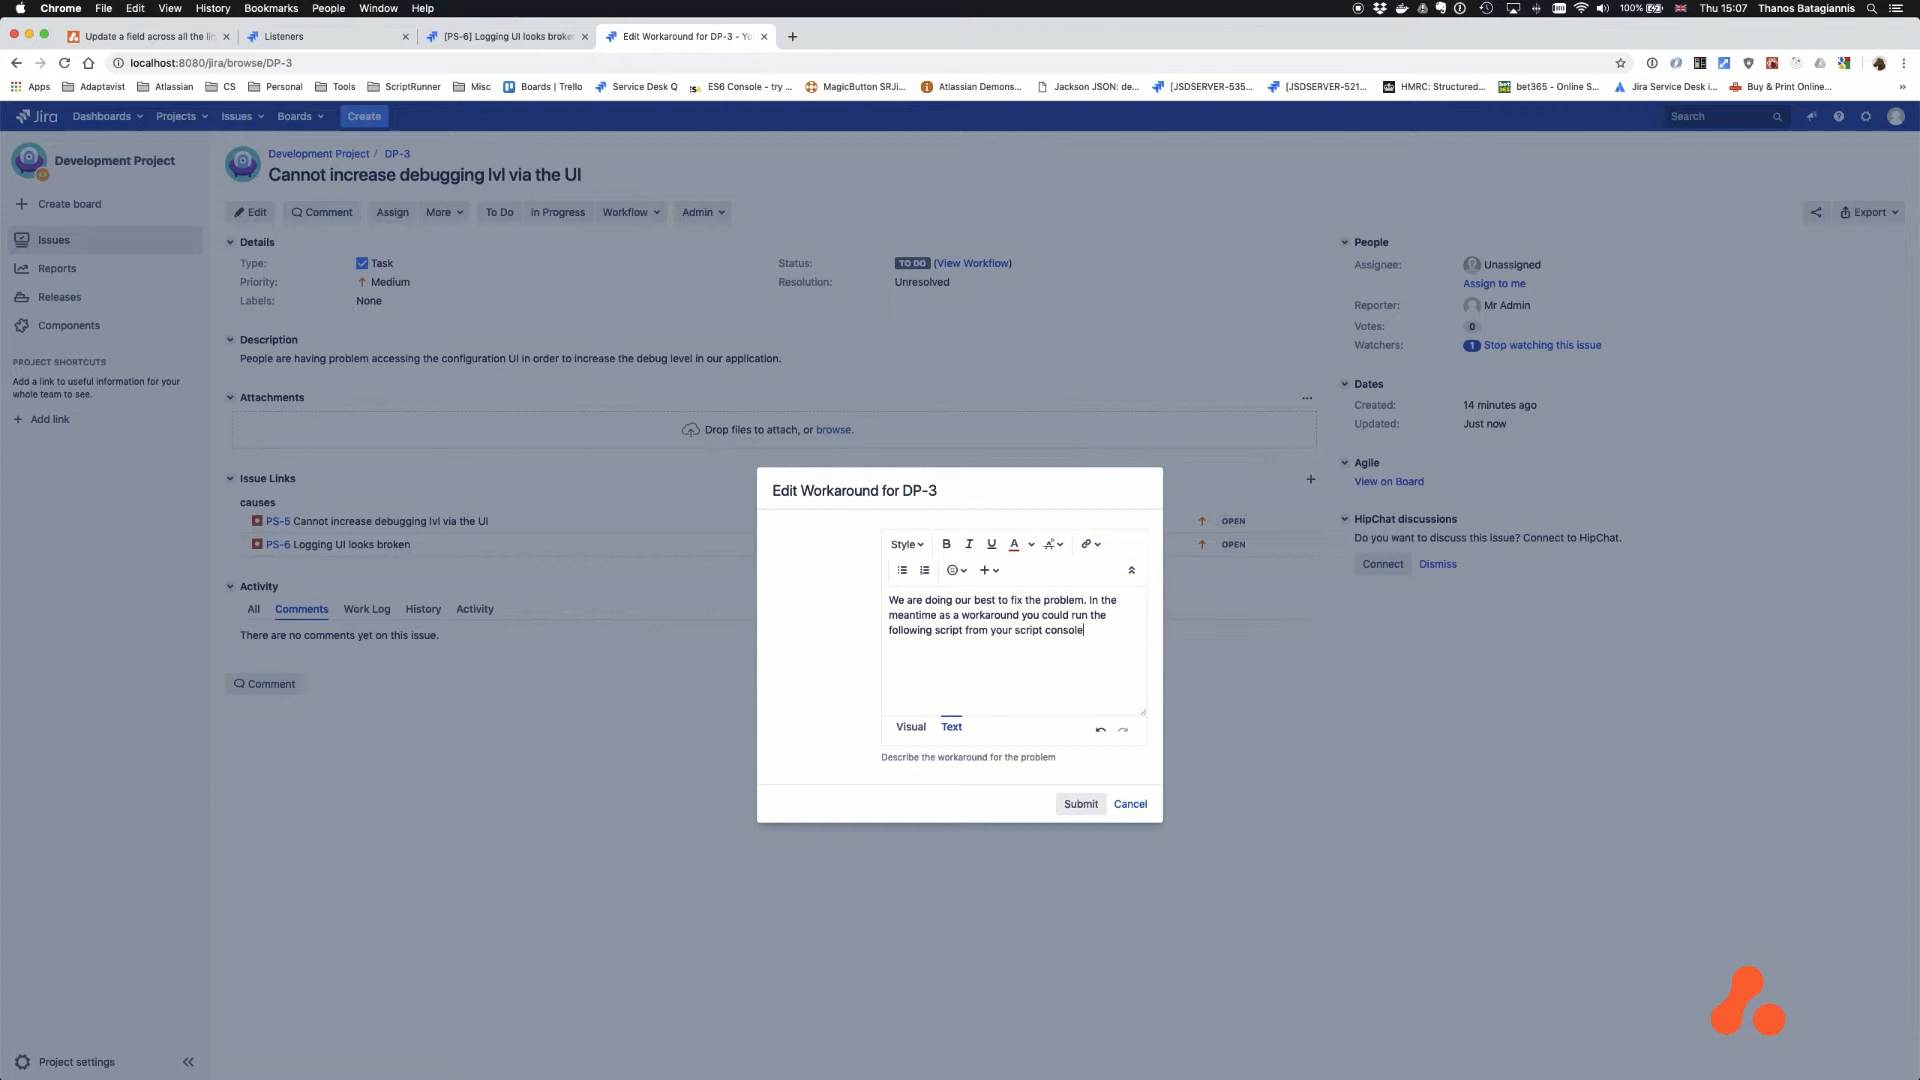 Chrome File Edit View History Bookmarks People Window Help 100% Thu 15:07 Thanos Batagiannis
Update a field across all the lin
Listeners
[PS-6] Logging UI looks broken
Edit Workaround for DP-3 - Yo
localhost:8080/jira/browse/DP-3
Apps Adaptavist Atlassian CS Personal Tools ScriptRunner Misc Boards | Trello Service Desk Q ES6 Console - try ... MagicButton SRJi... Atlassian Demons... Jackson JSON: de... [JSDSERVER-535... [JSDSERVER-521... HMRC: Structured... bet365 - Online S... Jira Service Desk i... Buy & Print Online... »
Jira Dashboards Projects Issues Boards Create Search
Development Project
Create board
Issues
Reports
Releases
Components
PROJECT SHORTCUTS
Add a link to useful information for your
whole team to see.
Add link
Project settings
Development Project / DP-3
Cannot increase debugging lvl via the UI
Edit Comment Assign More To Do In Progress Workflow Admin Export
Details
Type: Task
Priority: Medium
Labels: None
Status: TO DO (View Workflow)
Resolution: Unresolved
Description
People are having problem accessing the configuration UI in order to increase the debug level in our application.
Attachments
Drop files to attach, or browse.
Issue Links
causes
PS-5 Cannot increase debugging lvl via the UI OPEN
PS-6 Logging UI looks broken OPEN
Activity
All Comments Work Log History Activity
There are no comments yet on this issue.
Comment
People
Assignee: Unassigned
Assign to me
Reporter: Mr Admin
Votes: 0
Watchers: 1 Stop watching this issue
Dates
Created: 14 minutes ago
Updated: Just now
Agile
View on Board
HipChat discussions
Do you want to discuss this issue? Connect to HipChat.
Connect Dismiss
Edit Workaround for DP-3
Style B I U A
We are doing our best to fix the problem. In the
meantime as a workaround you could run the
following script from your script console
Visual Text
Describe the workaround for the problem
Submit Cancel